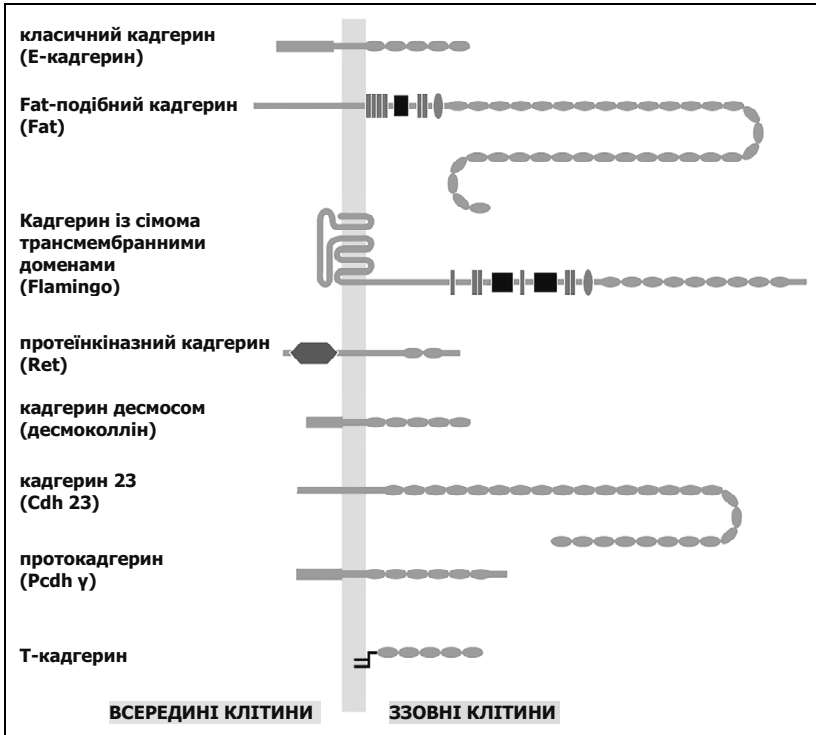 класичний кадгерин
(Е-кадгерин)
Fat-подібний кадгерин
(Fat)
Кадгерин із сімома
трансмембранними
доменами
(Flamingo)
протеїнкіназний кадгерин
(Ret)
кадгерин десмосом
(десмоколлін)
кадгерин 23
(Cdh 23)
протокадгерин
(Pcdh γ)
Т-кадгерин
ВСЕРЕДИНІ КЛІТИНИ ЗЗОВНІ КЛІТИНИ